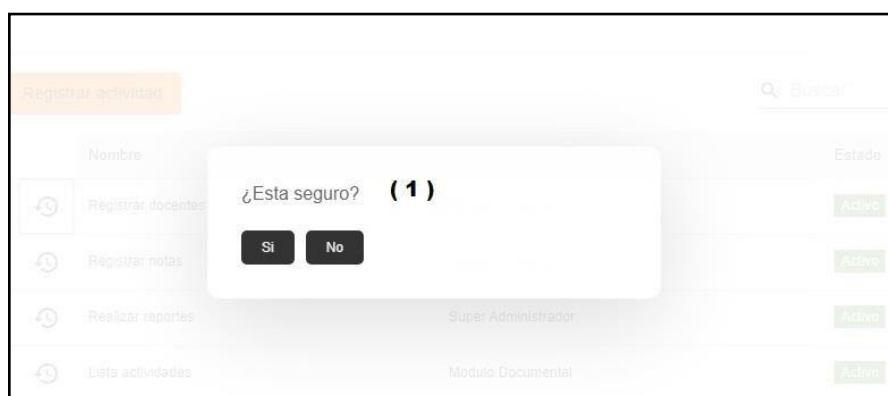 Registrar actividad
Buscar
Nombre
Estado
¿Esta seguro? ( 1 )
Registrar docentes
Activo
Si No
Registrar notas
Activo
Realizar reportes Super Administrador Activo
Lista actividades Modulo Documental Activo